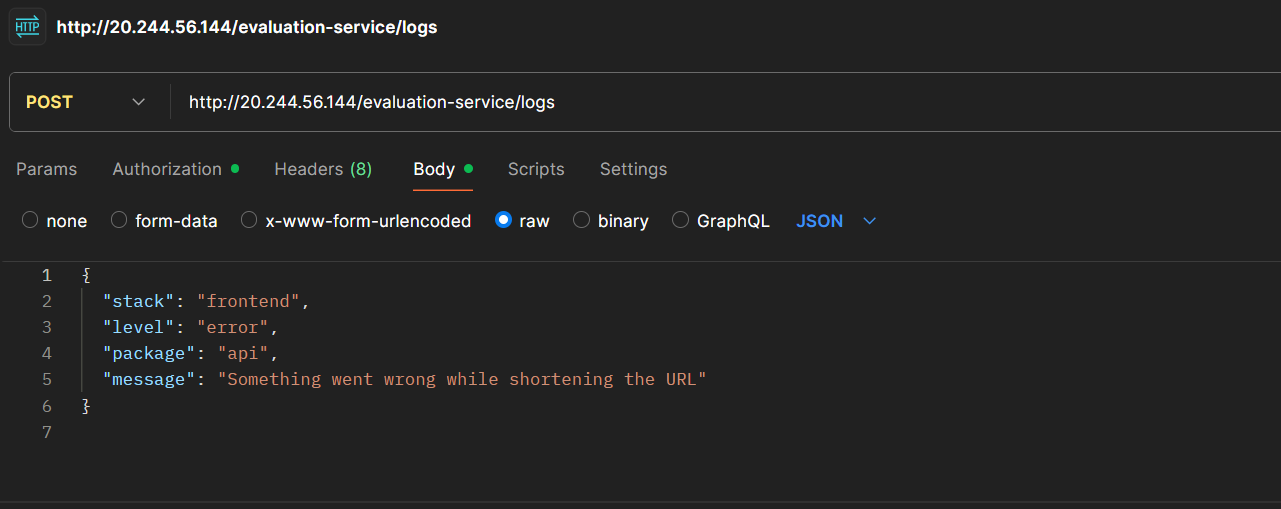 HTTP http://20.244.56.144/evaluation-service/logs
POST http://20.244.56.144/evaluation-service/logs
Params Authorization Headers (8) Body Scripts Settings
none form-data x-www-form-urlencoded raw binary GraphQL JSON
1 {
2 "stack": "frontend",
3 "level": "error",
4 "package": "api",
5 "message": "Something went wrong while shortening the URL"
6 }
7